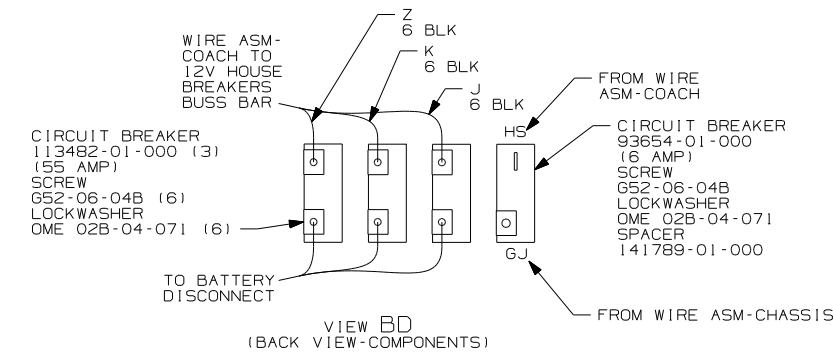 Z
6 BLK
K
6 BLK
J
6 BLK
WIRE ASM-
COACH TO
12V HOUSE
BREAKERS
BUSS BAR
FROM WIRE
ASM-COACH
HS
CIRCUIT BREAKER
113482-01-000 (3)
(55 AMP)
SCREW
G52-06-04B (6)
LOCKWASHER
OME 02B-04-071 (6)
CIRCUIT BREAKER
93654-01-000
(6 AMP)
SCREW
G52-06-04B
LOCKWASHER
OME 02B-04-071
SPACER
141789-01-000
GJ
TO BATTERY
DISCONNECT
FROM WIRE ASM-CHASSIS
VIEW BD
(BACK VIEW-COMPONENTS)